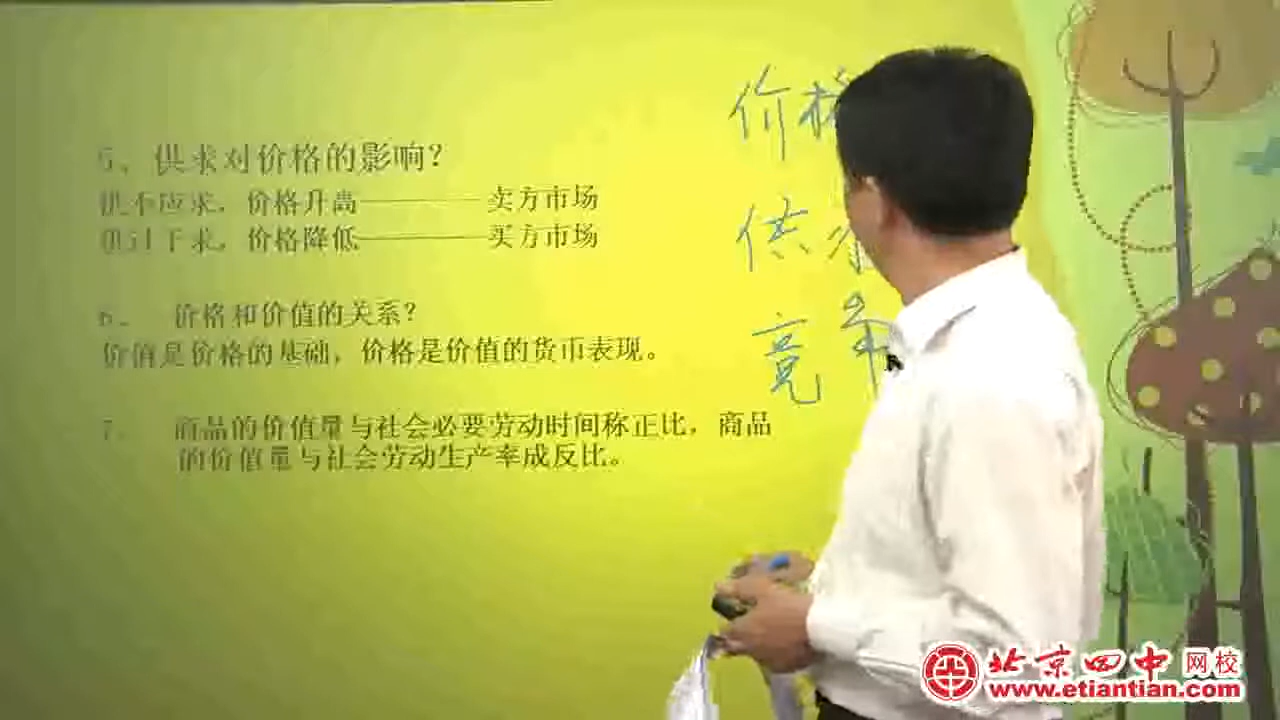 5、供求对价格的影响?
供不应求，价格升高————卖方市场
供过于求，价格降低————买方市场
6、 价格和价值的关系?
价值是价格的基础，价格是价值的货币表现。
7、 商品的价值量与社会必要劳动时间称正比，商品
的价值量与社会劳动生产率成反比。
价格
供求
竞争
北京四中网校
www.etiantian.com